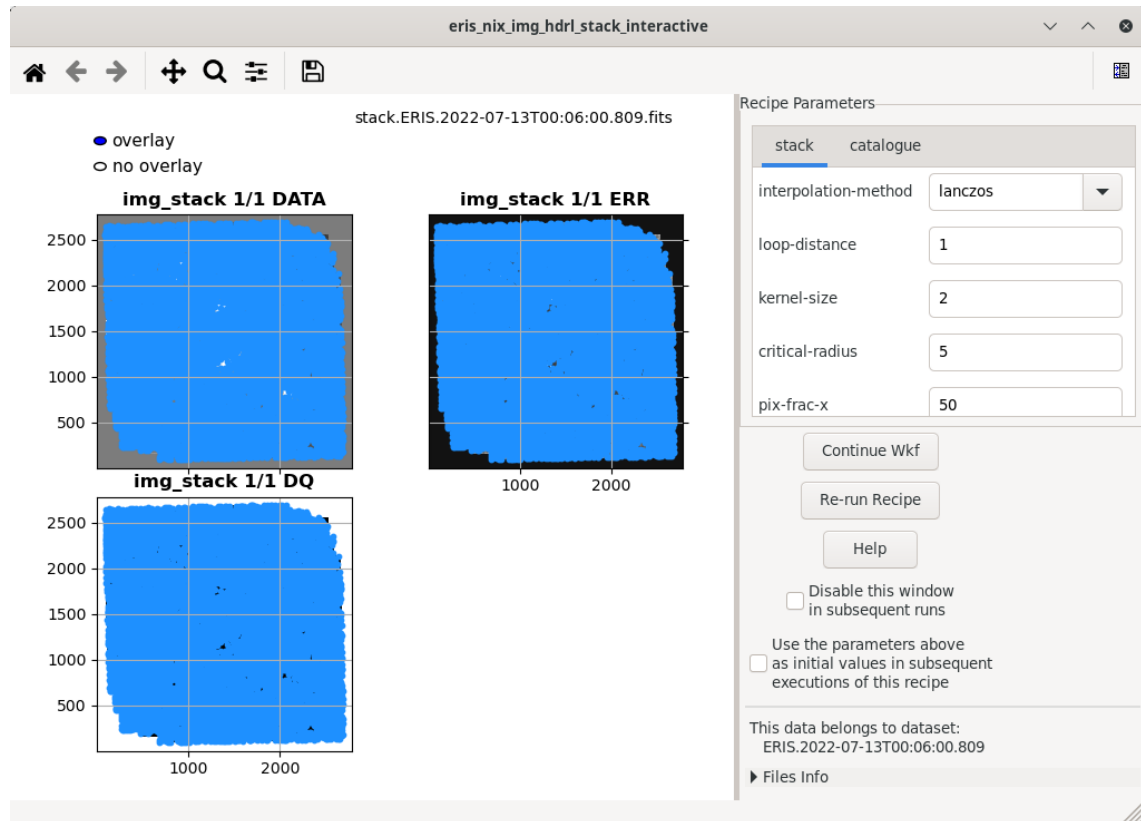 eris_nix_img_hdrl_stack_interactive
stack.ERIS.2022-07-13T00:06:00.809.fits
overlay
no overlay
img_stack 1/1 DATA
2500
2000
1500
1000
500
img_stack 1/1 ERR
1000 2000
img_stack 1/1 DQ
2500
2000
1500
1000
500
1000 2000
Recipe Parameters
stack catalogue
interpolation-method lanczos
loop-distance 1
kernel-size 2
critical-radius 5
pix-frac-x 50
Continue Wkf
Re-run Recipe
Help
Disable this window
in subsequent runs
Use the parameters above
as initial values in subsequent
executions of this recipe
This data belongs to dataset:
ERIS.2022-07-13T00:06:00.809
Files Info